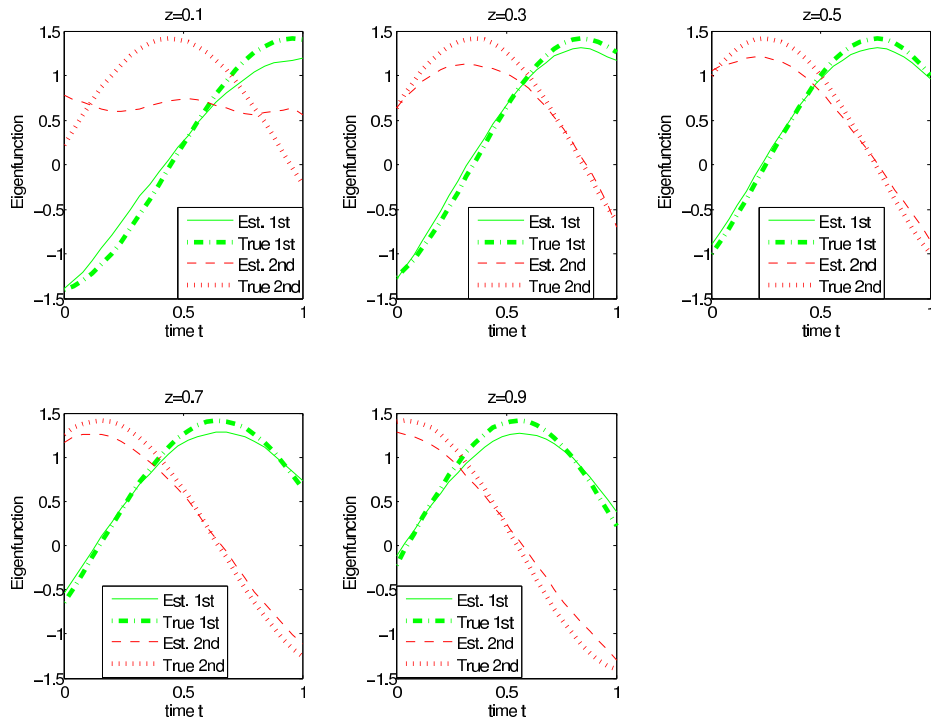 z=0.1
1.5
1
0.5
0
−0.5
−1
−1.5
Eigenfunction
Est. 1st
True 1st
Est. 2nd
True 2nd
0
0.5
1
time t
z=0.3
1.5
1
0.5
0
−0.5
−1
−1.5
Eigenfunction
Est. 1st
True 1st
Est. 2nd
True 2nd
0
0.5
1
time t
z=0.5
1.5
1
0.5
0
−0.5
−1
−1.5
Eigenfunction
Est. 1st
True 1st
Est. 2nd
True 2nd
0
0.5
1
time t
z=0.7
1.5
1
0.5
0
−0.5
−1
−1.5
Eigenfunction
Est. 1st
True 1st
Est. 2nd
True 2nd
0
0.5
1
time t
z=0.9
1.5
1
0.5
0
−0.5
−1
−1.5
Eigenfunction
Est. 1st
True 1st
Est. 2nd
True 2nd
0
0.5
1
time t